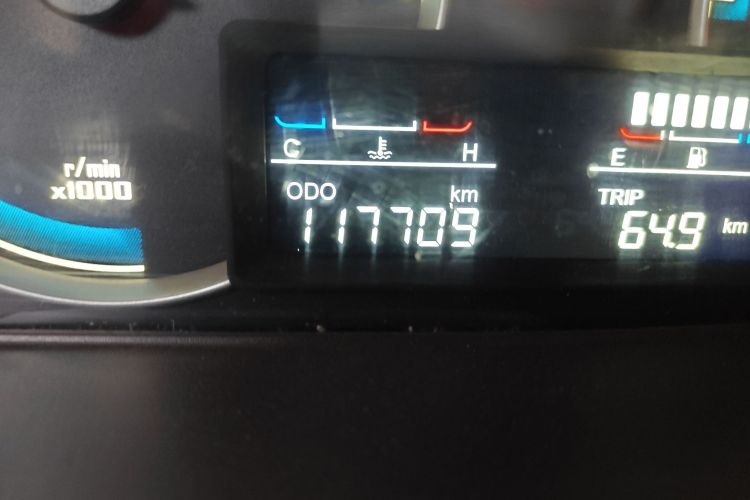 r/min
x1000
C H
E
ODO km
117709
TRIP
64.9 km